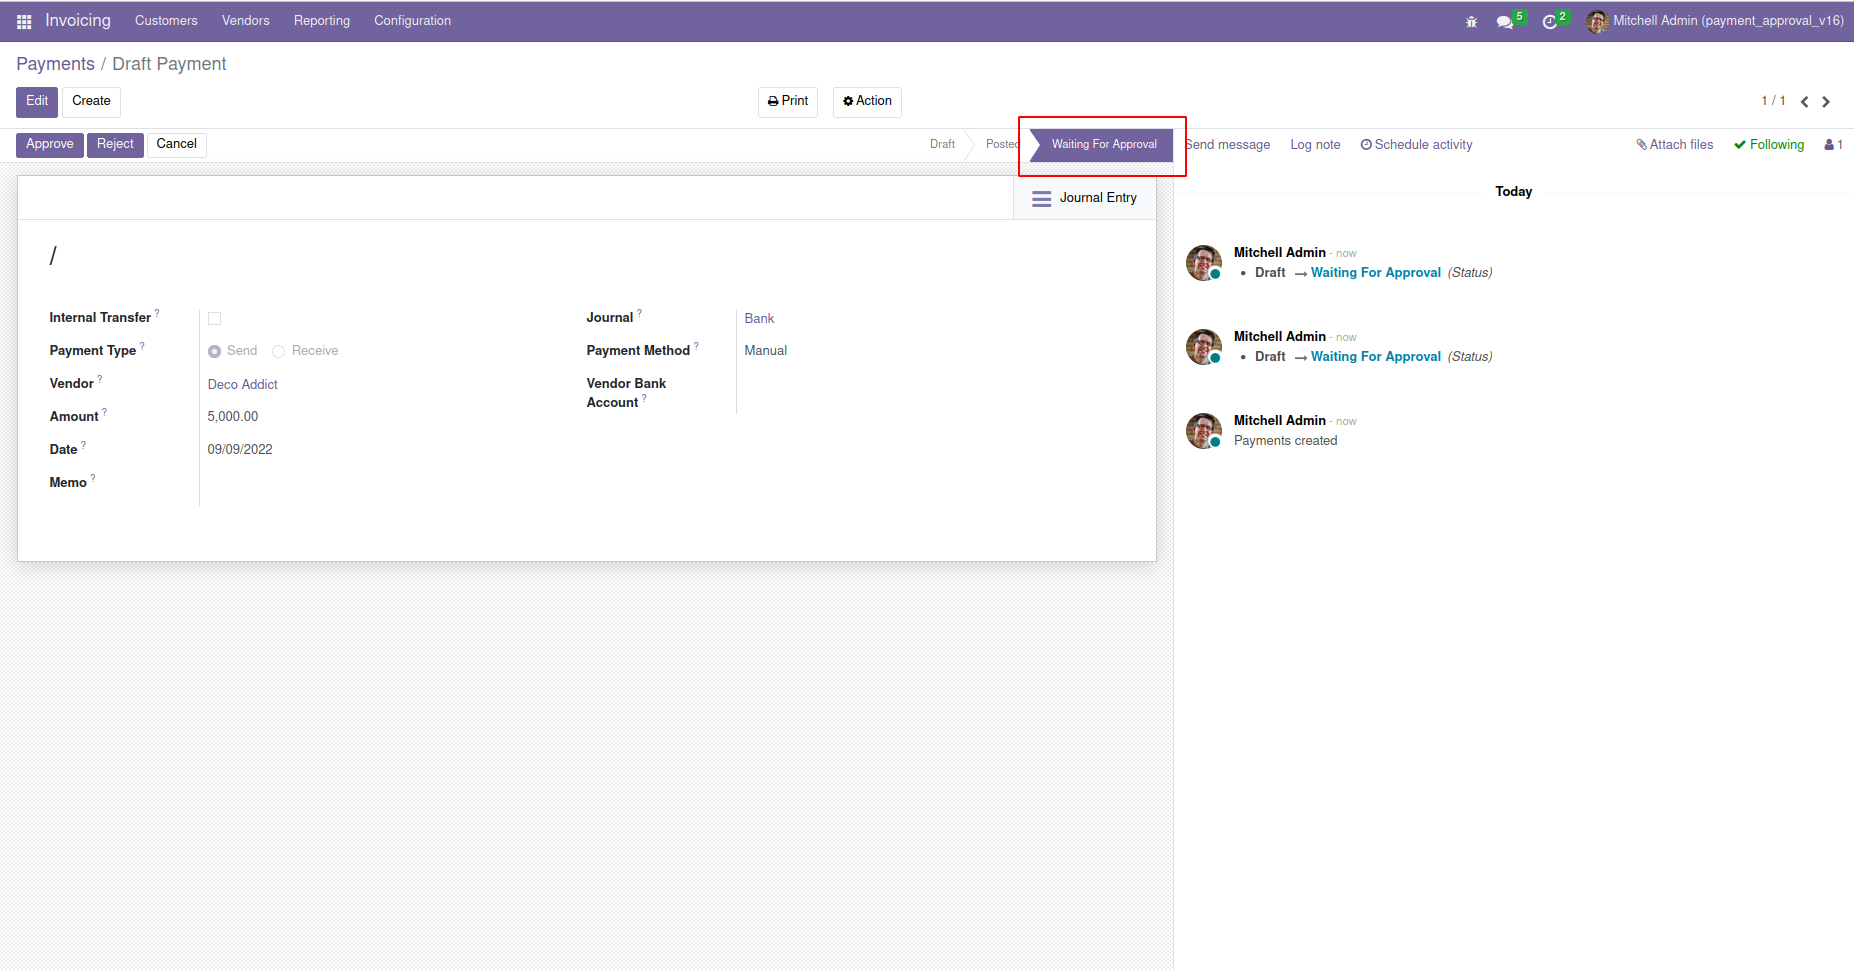 Invoicing Customers Vendors Reporting Configuration 5 2 Mitchell Admin (payment_approval_v16)
Payments / Draft Payment
Edit Create Print Action 1 / 1
Approve Reject Cancel Draft Posted Waiting For Approval Send message Log note Schedule activity Attach files Following 1
Journal Entry
/
Internal Transfer ?
Payment Type ? Send Receive
Vendor ? Deco Addict
Amount ? 5,000.00
Date ? 09/09/2022
Memo ?
Journal ? Bank
Payment Method ? Manual
Vendor Bank
Account ?
Today
Mitchell Admin - now
• Draft → Waiting For Approval (Status)
Mitchell Admin - now
• Draft → Waiting For Approval (Status)
Mitchell Admin - now
Payments created